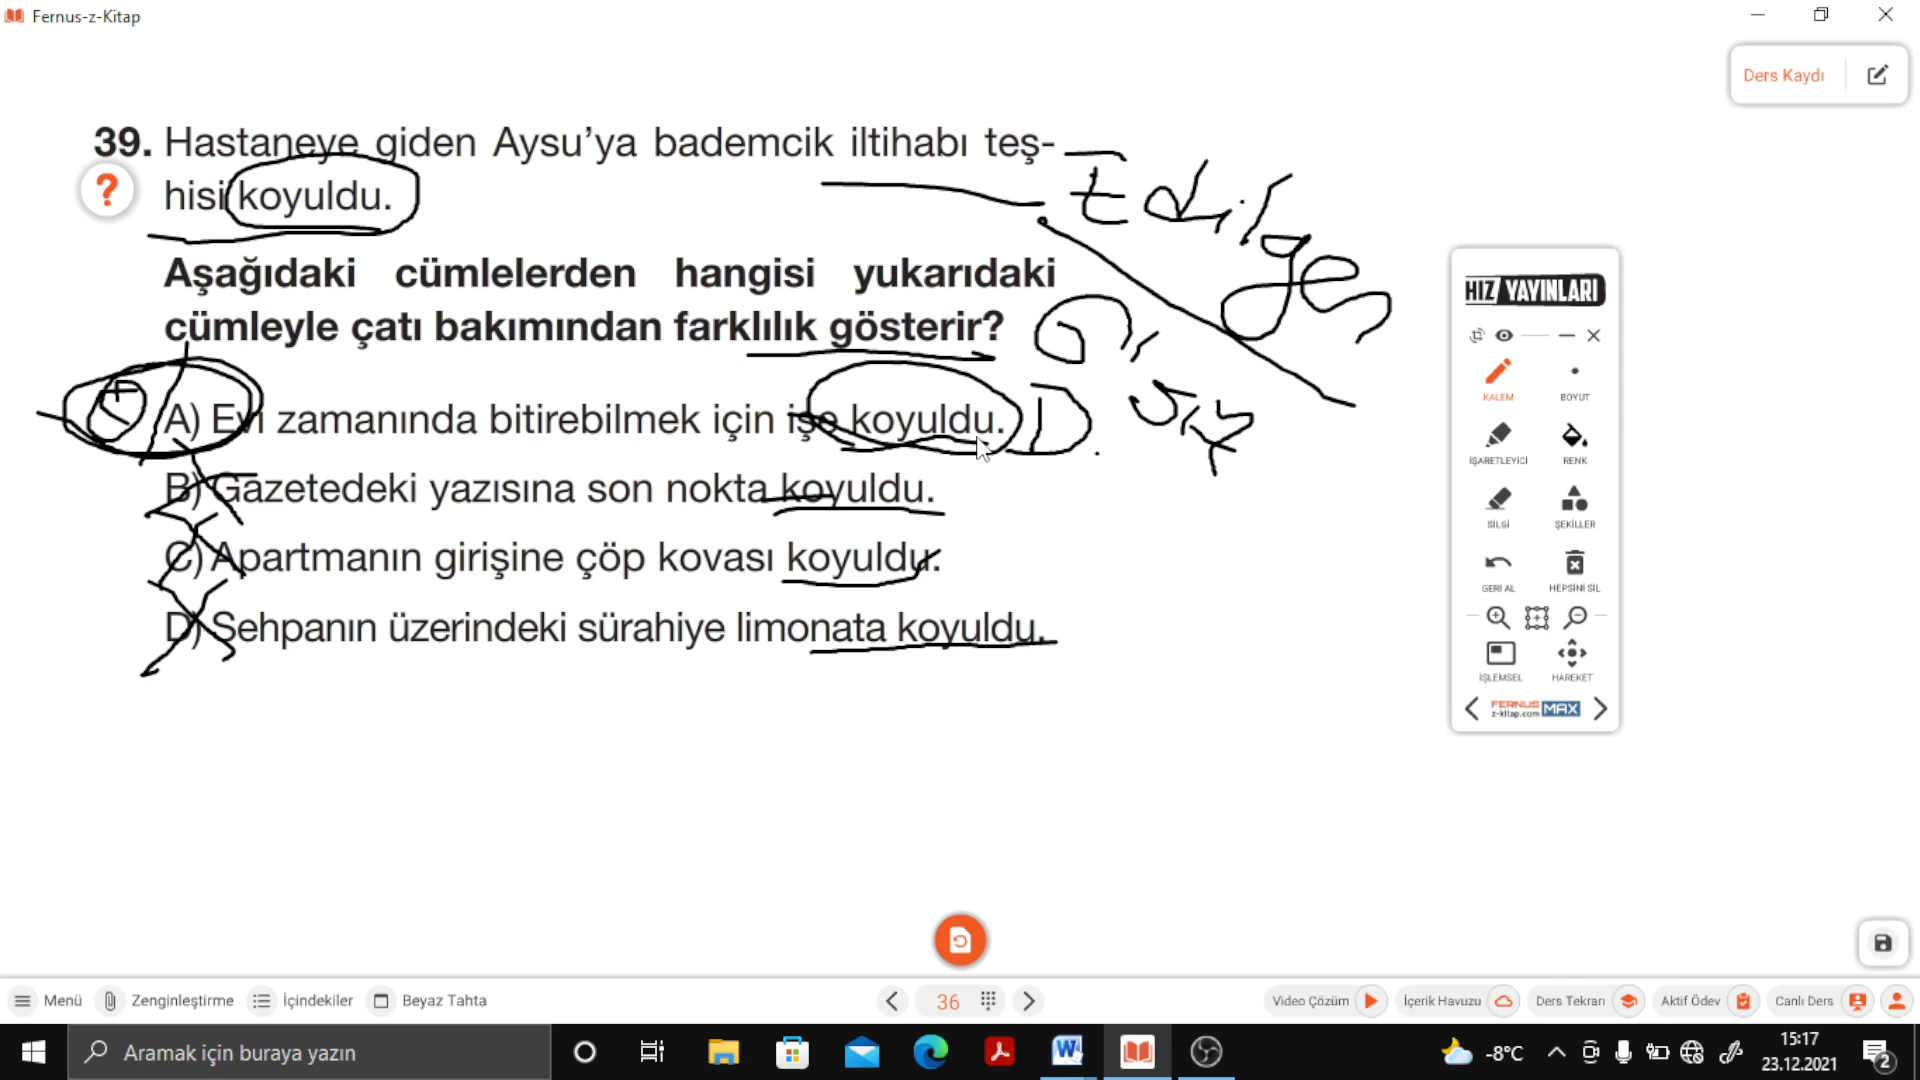 Fernus-z-Kitap
Ders Kaydı
39. Hastaneye giden Aysu'ya bademcik iltihabı teş-
hisi koyuldu.
Edilgen
Aşağıdaki cümlelerden hangisi yukarıdaki
cümleyle çatı bakımından farklılık gösterir?
A) Evi zamanında bitirebilmek için işe koyuldu.
B) Gazetedeki yazısına son nokta koyuldu.
C) Apartmanın girişine çöp kovası koyuldu.
D) Sehpanın üzerindeki sürahiye limonata koyuldu.
?
HIZ YAYINLARI
KALEM BOYUT
İŞARETLEYİCİ RENK
SİLGİ ŞEKİLLER
GERİ AL HEPSİNİ SİL
İŞLEMSEL HAREKET
FERNUS
z-kitap.com MAX
Menü Zenginleştirme İçindekiler Beyaz Tahta 36 Video Çözüm İçerik Havuzu Ders Tekrarı Aktif Ödev Canlı Ders
Aramak için buraya yazın
-8°C
15:17
23.12.2021
2